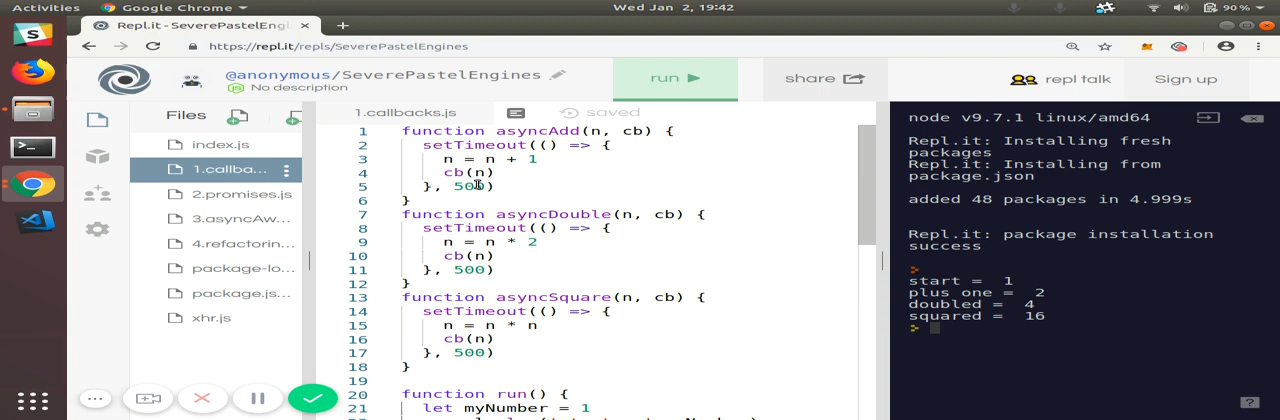 Activities Google Chrome Wed Jan 2, 19:42 90 %
Repl.it - SeverePastelEngi
https://repl.it/repls/SeverePastelEngines
@anonymous/SeverePastelEngines
No description
run
share
repl talk
Sign up
Files
index.js
1.callba...
2.promises.js
3.asyncAw...
4.refactorin...
package-lo...
package.js...
xhr.js
1.callbacks.js
saved
1 function asyncAdd(n, cb) {
2 setTimeout(() => {
3 n = n + 1
4 cb(n)
5 }, 500)
6 }
7 function asyncDouble(n, cb) {
8 setTimeout(() => {
9 n = n * 2
10 cb(n)
11 }, 500)
12 }
13 function asyncSquare(n, cb) {
14 setTimeout(() => {
15 n = n * n
16 cb(n)
17 }, 500)
18 }
19
20 function run() {
21 let myNumber = 1
node v9.7.1 linux/amd64
Repl.it: Installing fresh
packages
Repl.it: Installing from
package.json
added 48 packages in 4.999s
Repl.it: package installation
success
start = 1
plus one = 2
doubled = 4
squared = 16